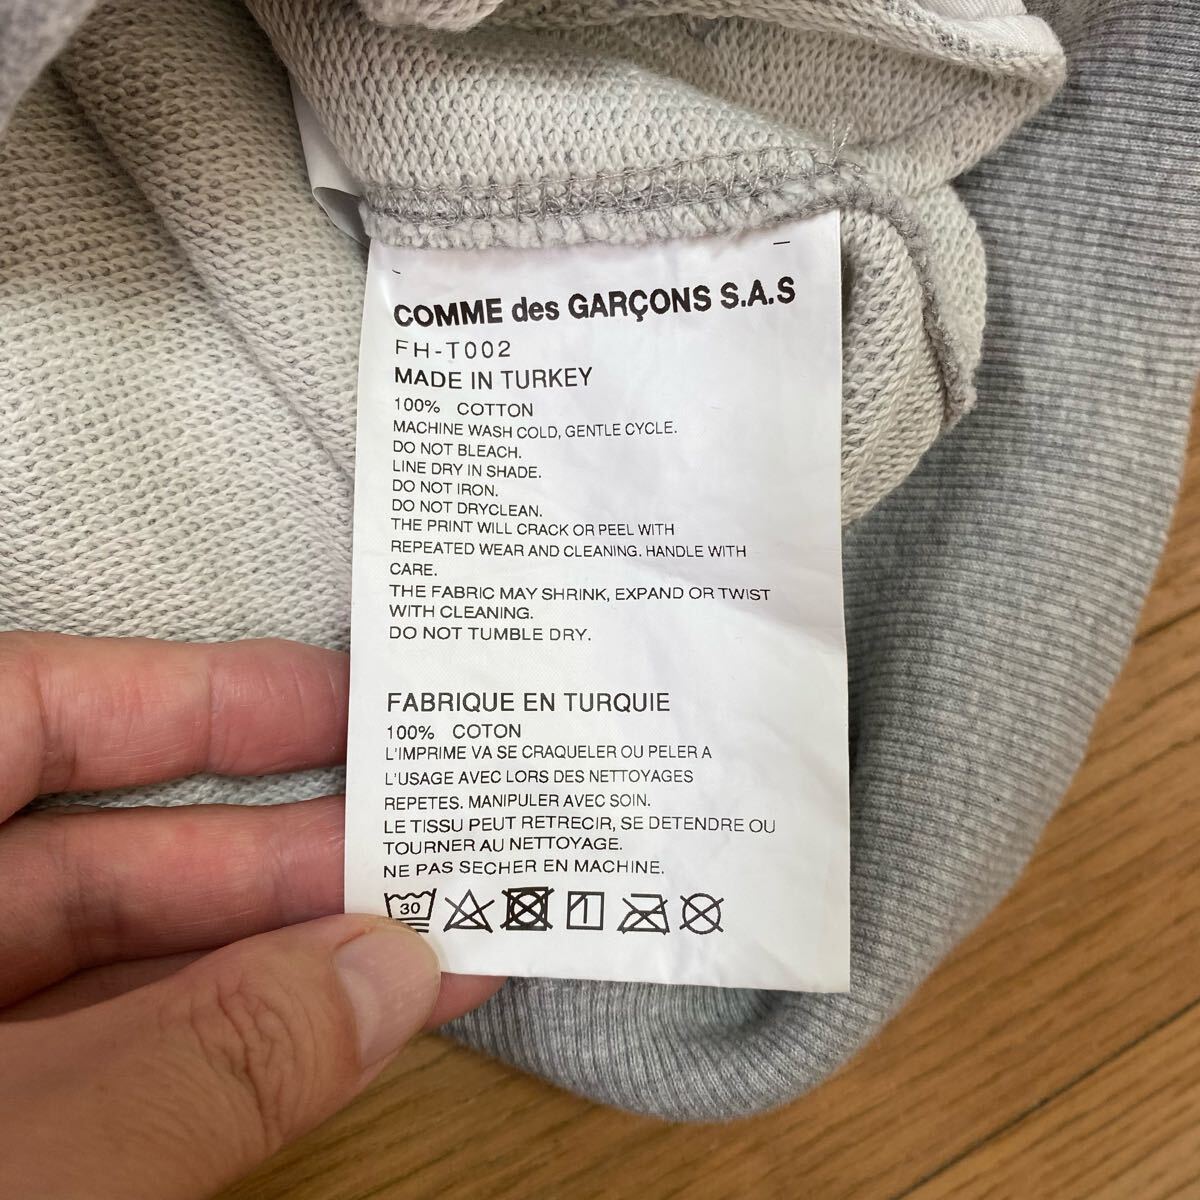 COMME des GARÇONS S.A.S
FH-T002
MADE IN TURKEY
100% COTTON
MACHINE WASH COLD, GENTLE CYCLE.
DO NOT BLEACH.
LINE DRY IN SHADE.
DO NOT IRON.
DO NOT DRYCLEAN.
THE PRINT WILL CRACK OR PEEL WITH
REPEATED WEAR AND CLEANING. HANDLE WITH
CARE.
THE FABRIC MAY SHRINK, EXPAND OR TWIST
WITH CLEANING.
DO NOT TUMBLE DRY.
FABRIQUE EN TURQUIE
100% COTON
L'IMPRIME VA SE CRAQUELER OU PELER A
L'USAGE AVEC LORS DES NETTOYAGES
REPETES. MANIPULER AVEC SOIN.
LE TISSU PEUT RETRECIR, SE DETENDRE OU
TOURNER AU NETTOYAGE.
NE PAS SECHER EN MACHINE.
30